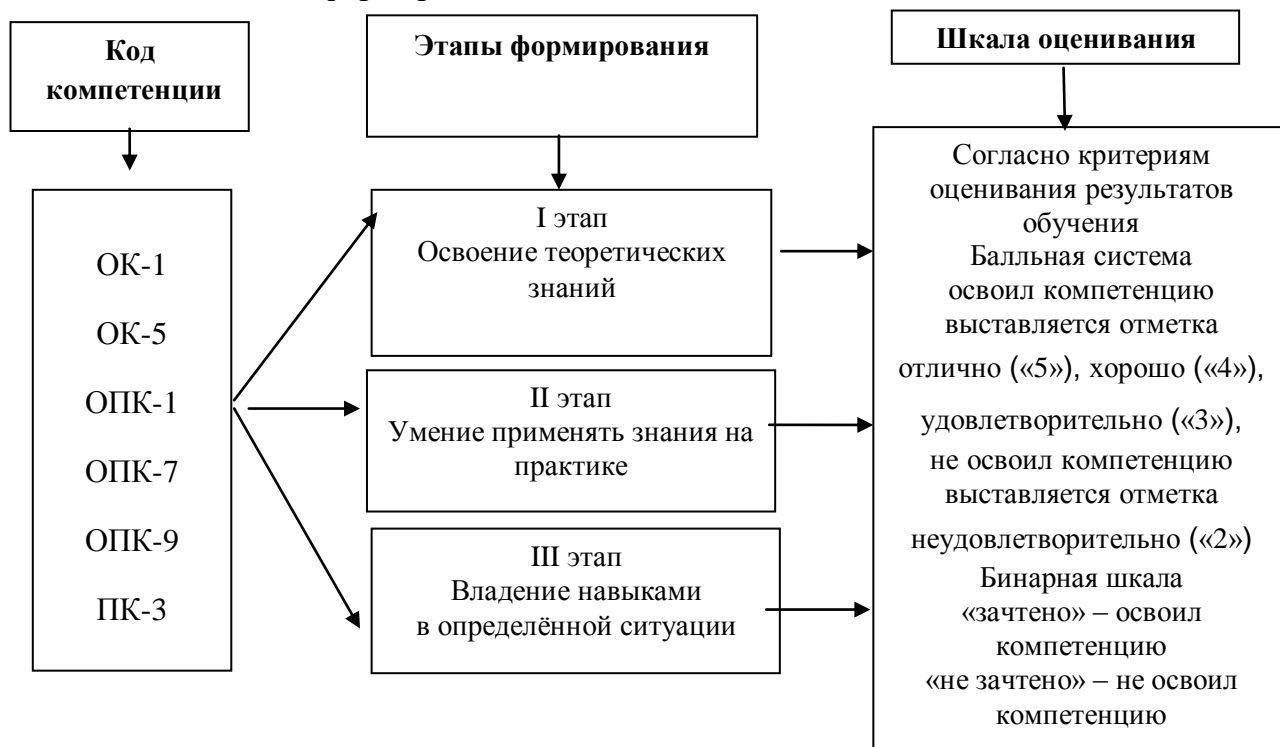 Код
компетенции
ОК-1
ОК-5
ОПК-1
ОПК-7
ОПК-9
ПК-3
Этапы формирования
I этап
Освоение теоретических
знаний
II этап
Умение применять знания на
практике
III этап
Владение навыками
в определённой ситуации
Шкала оценивания
Согласно критериям
оценивания результатов
обучения
Балльная система
освоил компетенцию
выставляется отметка
отлично («5»), хорошо («4»),
удовлетворительно («3»),
не освоил компетенцию
выставляется отметка
неудовлетворительно («2»)
Бинарная шкала
«зачтено» – освоил
компетенцию
«не зачтено» – не освоил
компетенцию